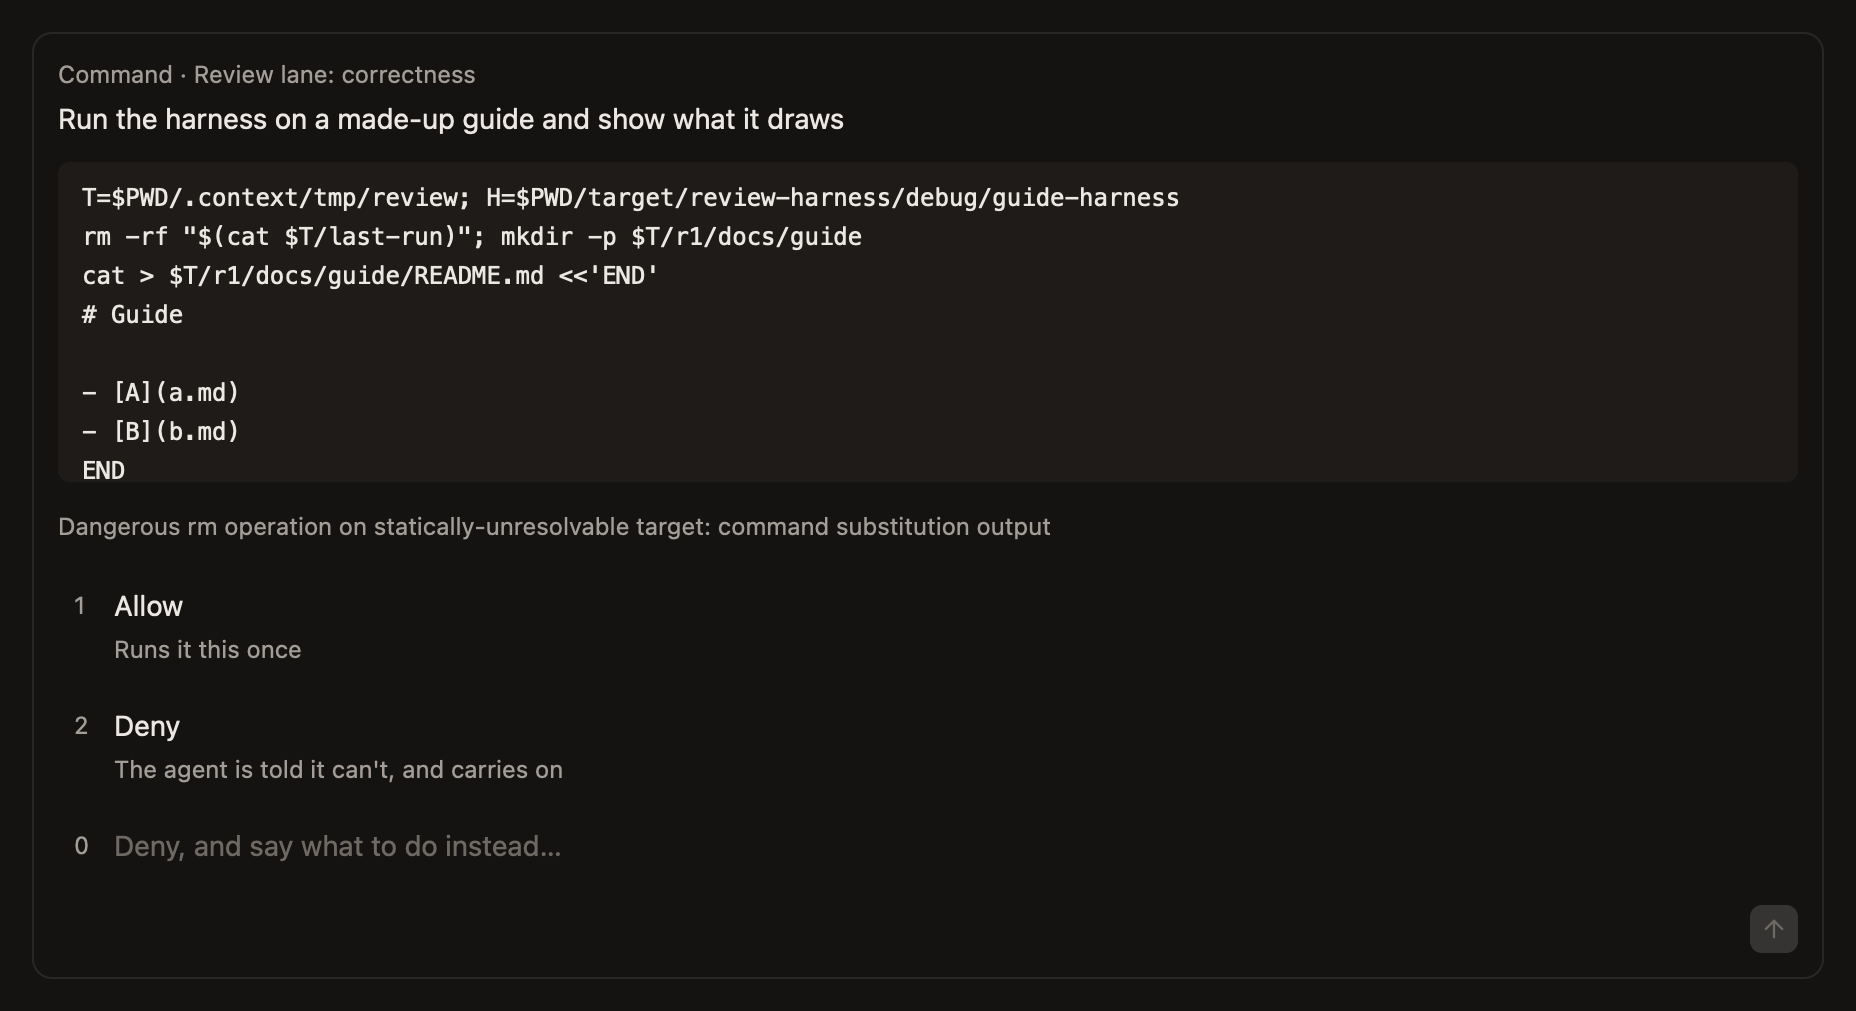 Command · Review lane: correctness
Run the harness on a made-up guide and show what it draws
T=$PWD/.context/tmp/review; H=$PWD/target/review-harness/debug/guide-harness
rm -rf "$(cat $T/last-run)"; mkdir -p $T/r1/docs/guide
cat > $T/r1/docs/guide/README.md <<'END'
# Guide

- [A](a.md)
- [B](b.md)
END
Dangerous rm operation on statically-unresolvable target: command substitution output
1 Allow
Runs it this once
2 Deny
The agent is told it can't, and carries on
0 Deny, and say what to do instead...